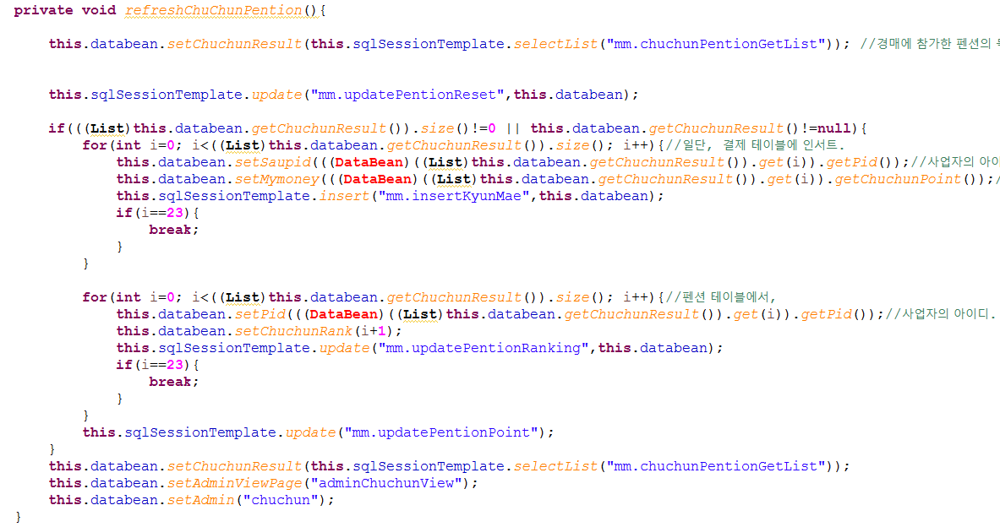 private void refreshChuChunPention(){
this.databean.setChuchunResult(this.sqlSessionTemplate.selectList("mm.chuchunPentionGetList")); //경매에 참가한 펜션의
this.sqlSessionTemplate.update("mm.updatePentionReset",this.databean);
if(((List)this.databean.getChuchunResult()).size()!=0 || this.databean.getChuchunResult()!=null){
for(int i=0; i<((List)this.databean.getChuchunResult()).size(); i++){//일단, 결제 테이블에 인서트.
this.databean.setSaupid(((DataBean)((List)this.databean.getChuchunResult()).get(i)).getPid());//사업자의 아이
this.databean.setMymoney(((DataBean)((List)this.databean.getChuchunResult()).get(i)).getChuchunPoint());/
this.sqlSessionTemplate.insert("mm.insertKyunMae",this.databean);
if(i==23){
break;
}
}
for(int i=0; i<((List)this.databean.getChuchunResult()).size(); i++){//펜션 테이블에서,
this.databean.setPid(((DataBean)((List)this.databean.getChuchunResult()).get(i)).getPid());//사업자의 아이디.
this.databean.setChuchunRank(i+1);
this.sqlSessionTemplate.update("mm.updatePentionRanking",this.databean);
if(i==23){
break;
}
}
this.sqlSessionTemplate.update("mm.updatePentionPoint");
}
this.databean.setChuchunResult(this.sqlSessionTemplate.selectList("mm.chuchunPentionGetList"));
this.databean.setAdminViewPage("adminChuchunView");
this.databean.setAdmin("chuchun");
}